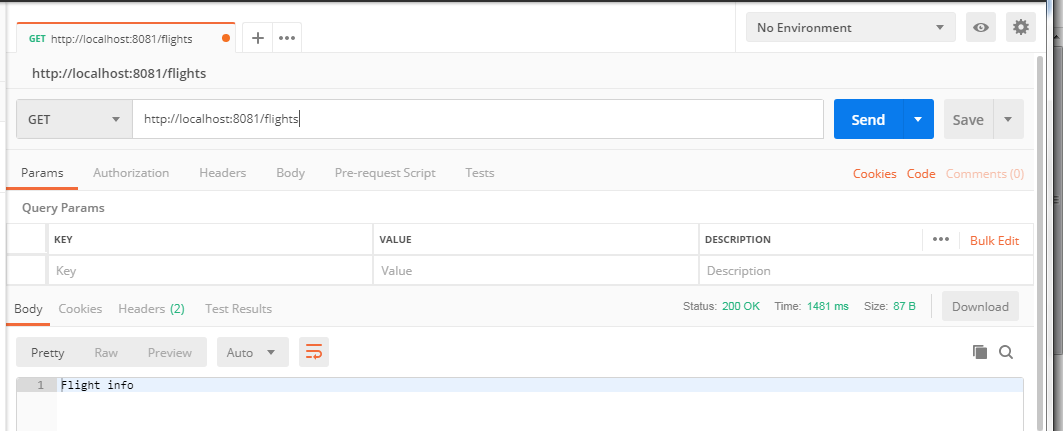 GET http://localhost:8081/flights
No Environment
http://localhost:8081/flights
GET http://localhost:8081/flights Send Save
Params Authorization Headers Body Pre-request Script Tests Cookies Code Comments (0)
Query Params
KEY VALUE DESCRIPTION Bulk Edit
Key Value Description
Body Cookies Headers (2) Test Results Status: 200 OK Time: 1481 ms Size: 87 B Download
Pretty Raw Preview Auto
1 Flight info